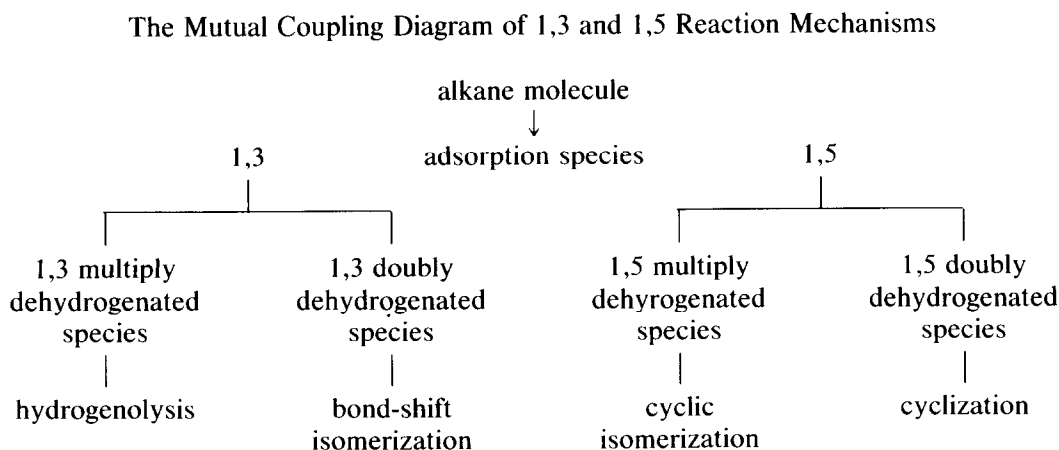 The Mutual Coupling Diagram of 1,3 and 1,5 Reaction Mechanisms
alkane molecule
1,3
adsorption species
1,5
1,3 multiply
dehydrogenated
species
1,3 doubly
dehydrogenated
species
1,5 multiply
dehyrogenated
species
1,5 doubly
dehydrogenated
species
hydrogenolysis
bond-shift
isomerization
cyclic
isomerization
cyclization